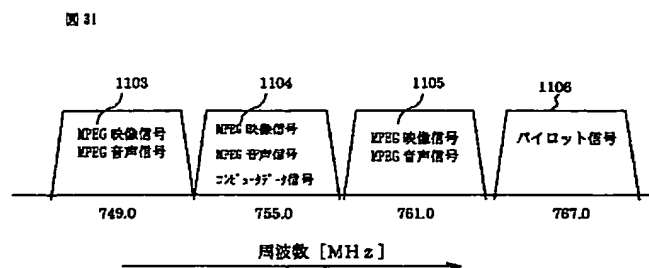 図 31
1103
1104
1105
1106
MPEG 映像信号
MPEG 音声信号
MPEG 映像信号
MPEG 音声信号
コンピュータデータ信号
MPEG 映像信号
MPEG 音声信号
パイロット信号
749.0
755.0
761.0
767.0
周波数 [MHz]